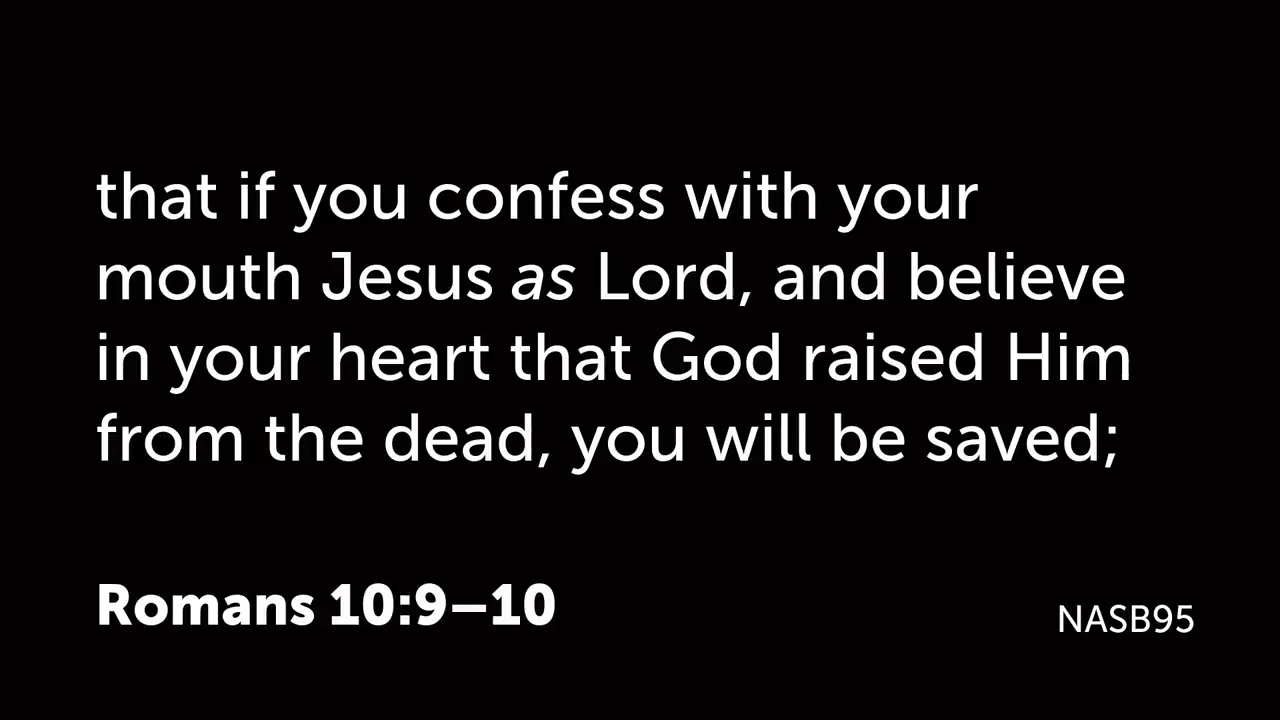 that if you confess with your
mouth Jesus as Lord, and believe
in your heart that God raised Him
from the dead, you will be saved;
Romans 10:9–10
NASB95